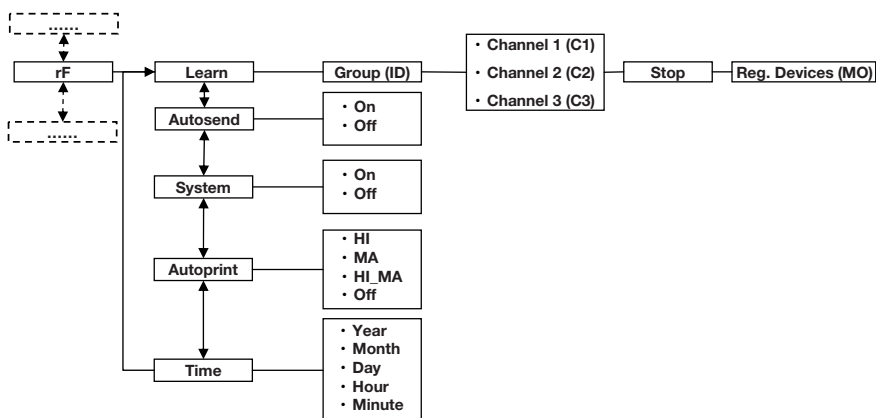 ......
rF
......
Learn
Group (ID)
· Channel 1 (C1)
· Channel 2 (C2)
· Channel 3 (C3)
Stop
Reg. Devices (MO)
Autosend
· On
· Off
System
· On
· Off
Autoprint
· HI
· MA
· HI_MA
· Off
Time
· Year
· Month
· Day
· Hour
· Minute